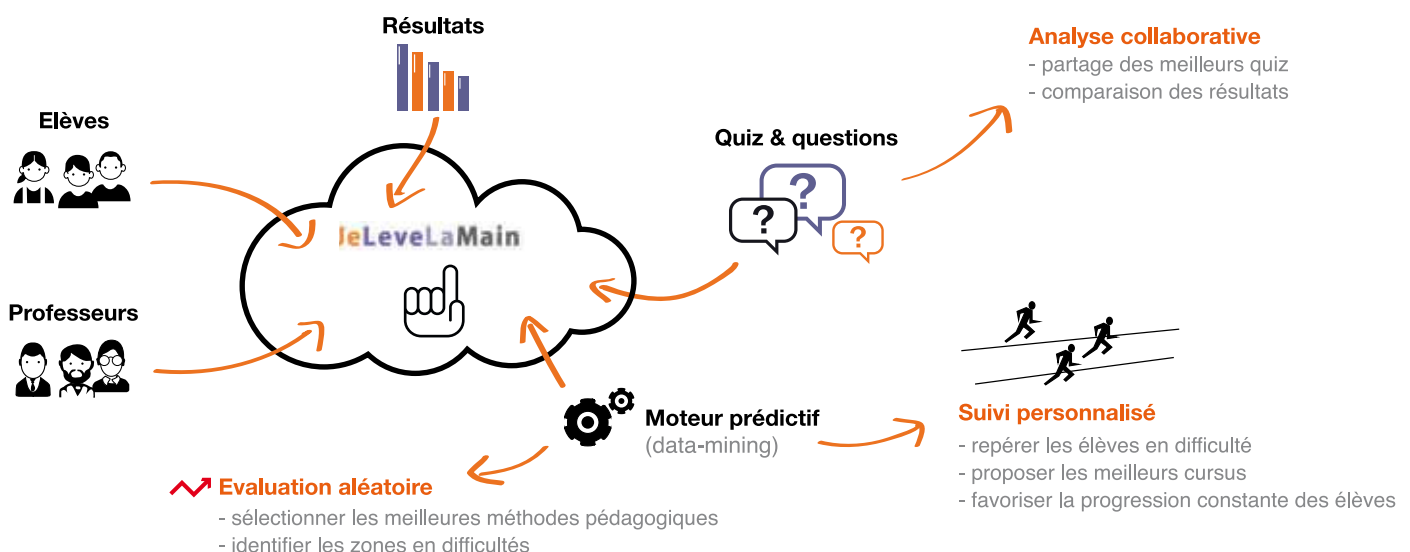 Résultats
Analyse collaborative
- partage des meilleurs quiz
- comparaison des résultats
Elèves
Quiz & questions
?
?
?
JeLeveLaMain
Professeurs
Moteur prédictif
(data-mining)
Suivi personnalisé
- repérer les élèves en difficulté
- proposer les meilleurs cursus
- favoriser la progression constante des élèves
Evaluation aléatoire
- sélectionner les meilleures méthodes pédagogiques
- identifier les zones en difficultés